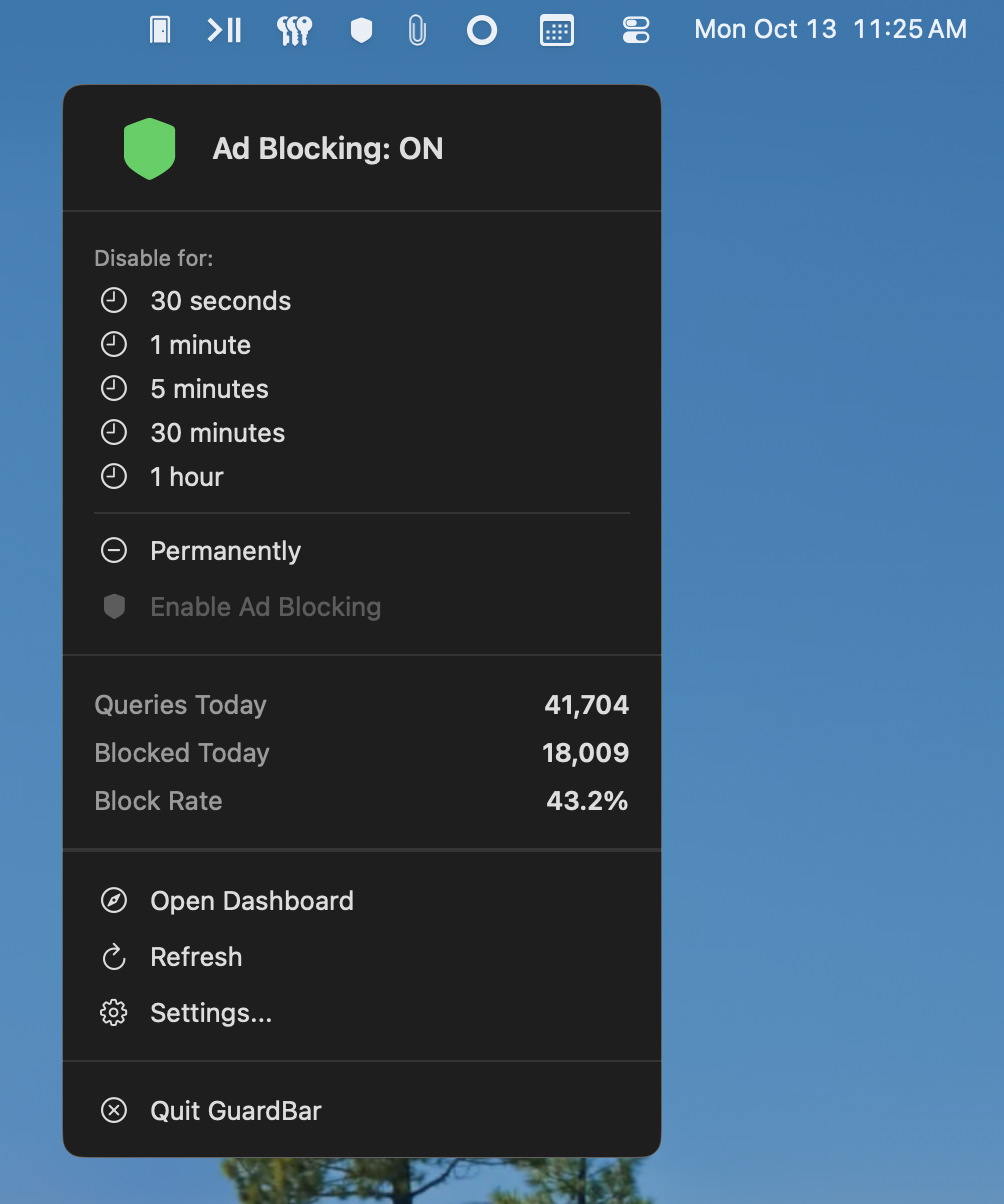 Mon Oct 13 11:25 AM
Ad Blocking: ON
Disable for:
30 seconds
1 minute
5 minutes
30 minutes
1 hour
Permanently
Enable Ad Blocking
Queries Today 41,704
Blocked Today 18,009
Block Rate 43.2%
Open Dashboard
Refresh
Settings...
Quit GuardBar